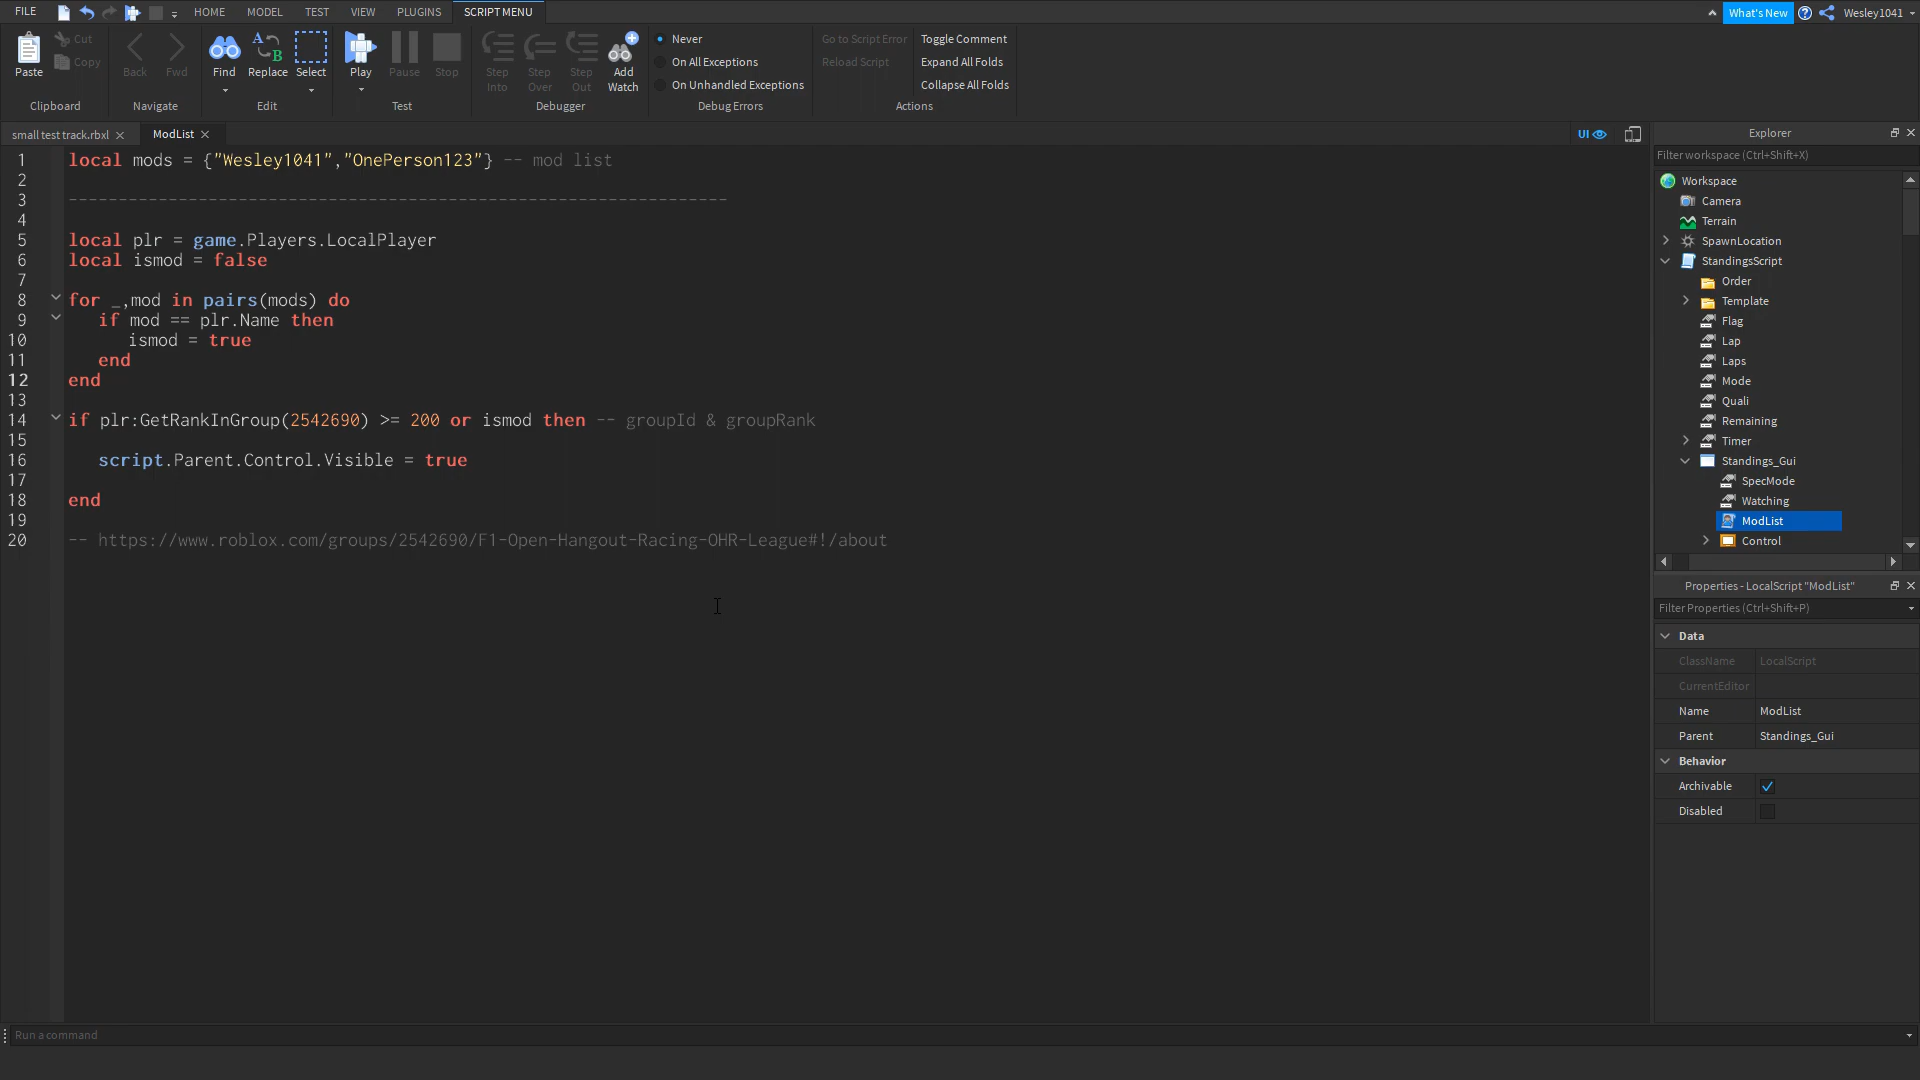 FILE HOME MODEL TEST VIEW PLUGINS SCRIPT MENU What's New Wesley1041
Paste Cut Copy Back Fwd Find Replace Select Play Pause Stop Step Into Step Over Step Out Add Watch
Never
On All Exceptions
On Unhandled Exceptions
Go to Script Error
Reload Script
Toggle Comment
Expand All Folds
Collapse All Folds
Clipboard Navigate Edit Test Debugger Debug Errors Actions
small test track.rbxl ModList UI
1 local mods = {"Wesley1041","OnePerson123"} -- mod list
2
3 ------------------------------------------------------------------
4
5 local plr = game.Players.LocalPlayer
6 local ismod = false
7
8 for _,mod in pairs(mods) do
9 if mod == plr.Name then
10 ismod = true
11 end
12 end
13
14 if plr:GetRankInGroup(2542690) >= 200 or ismod then -- groupId & groupRank
15
16 script.Parent.Control.Visible = true
17
18 end
19
20 -- https://www.roblox.com/groups/2542690/F1-Open-Hangout-Racing-OHR-League#!/about
Explorer
Filter workspace (Ctrl+Shift+X)
Workspace
Camera
Terrain
SpawnLocation
StandingsScript
Order
Template
Flag
Lap
Laps
Mode
Quali
Remaining
Timer
Standings_Gui
SpecMode
Watching
ModList
Control
Properties - LocalScript "ModList"
Filter Properties (Ctrl+Shift+P)
Data
ClassName LocalScript
CurrentEditor
Name ModList
Parent Standings_Gui
Behavior
Archivable
Disabled
Run a command